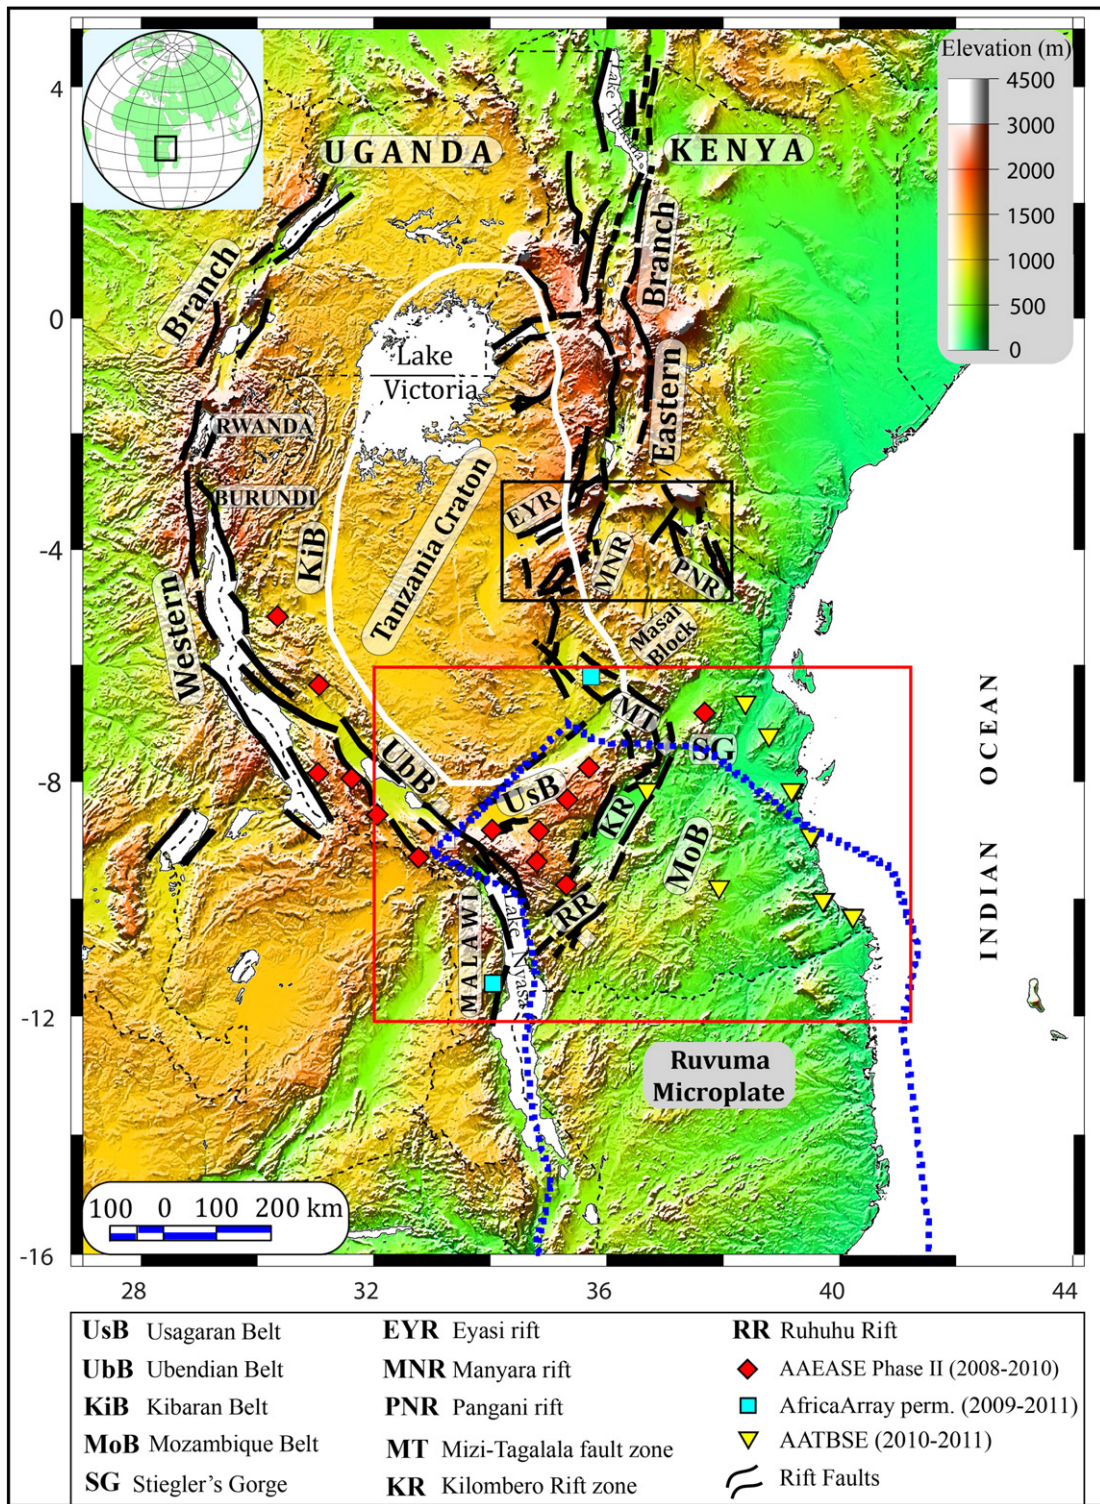 Elevation (m)
4500
3000
2000
1500
1000
500
0
4
0
-4
-8
-12
-16
28
32
36
40
44
UGANDA
KENYA
Lake Turkana
Branch
Branch
Eastern
Lake
Victoria
RWANDA
BURUNDI
KiB
Tanzania Craton
EYR
MNR
PNR
Masai
Block
Western
MT
SG
UbB
UsB
KR
MoB
RR
MALAWI
Lake Nyasa
INDIAN OCEAN
Ruvuma
Microplate
100 0 100 200 km
UsB Usagaran Belt
UbB Ubendian Belt
KiB Kibaran Belt
MoB Mozambique Belt
SG Stiegler's Gorge
EYR Eyasi rift
MNR Manyara rift
PNR Pangani rift
MT Mizi-Tagalala fault zone
KR Kilombero Rift zone
RR Ruhuhu Rift
AAEASE Phase II (2008-2010)
AfricaArray perm. (2009-2011)
AATBSE (2010-2011)
Rift Faults